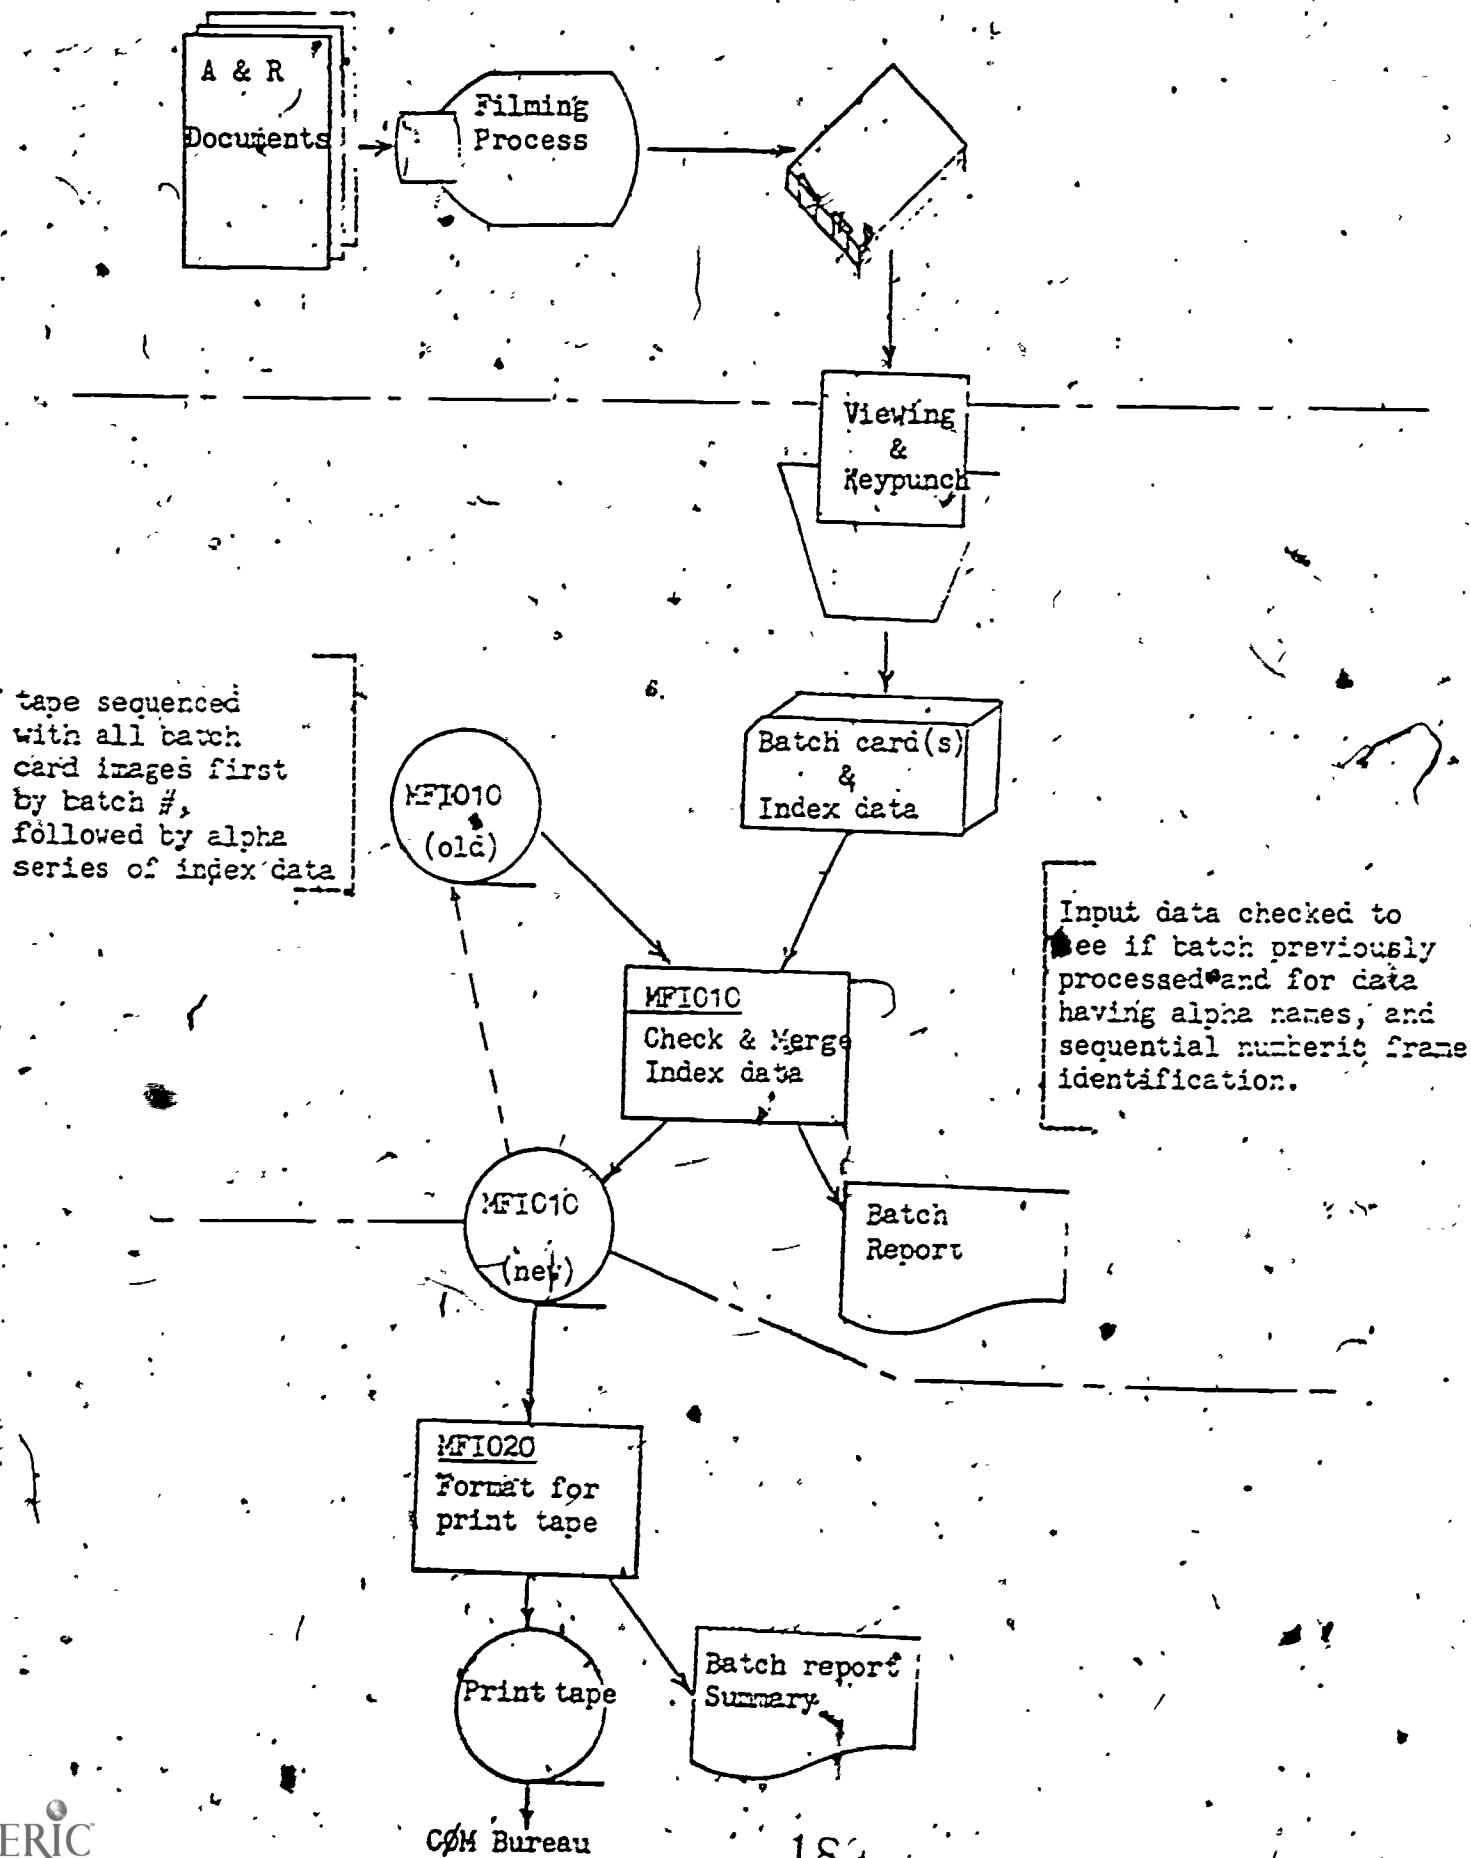 A & R
Documents
Filming
Process
Viewing
&
Keypunch
6.
tape sequenced
with all batch
card images first
by batch #,
followed by alpha
series of index data
MFI010
(old)
Batch card(s)
&
Index data
Input data checked to
see if batch previously
processed and for data
having alpha names, and
sequential numberic frame
identification.
MFI010
Check & Merge
Index data
MFI010
(new)
Batch
Report
MFI020
Format for
print tape
Print tape
Batch report
Summary
CØM Bureau
ERIC